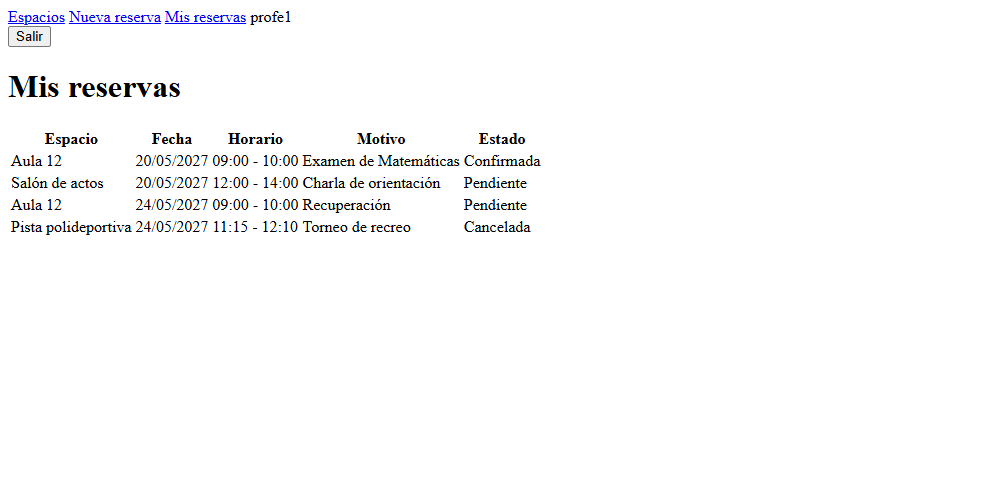 Espacios Nueva reserva Mis reservas profe1
Salir
Mis reservas
Espacio Fecha Horario Motivo Estado
Aula 12 20/05/2027 09:00 - 10:00 Examen de Matemáticas Confirmada
Salón de actos 20/05/2027 12:00 - 14:00 Charla de orientación Pendiente
Aula 12 24/05/2027 09:00 - 10:00 Recuperación Pendiente
Pista polideportiva 24/05/2027 11:15 - 12:10 Torneo de recreo Cancelada